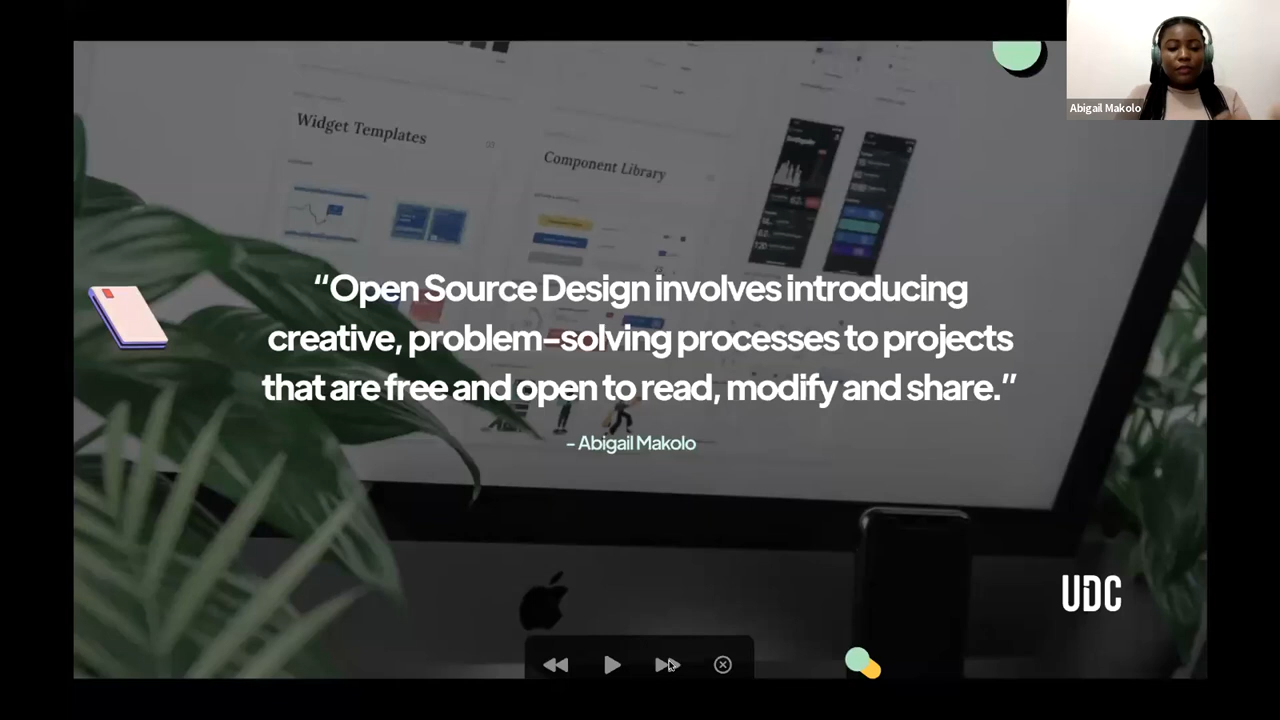 Abigail Makolo
Widget Templates
Component Library
“Open Source Design involves introducing
creative, problem-solving processes to projects
that are free and open to read, modify and share.”
- Abigail Makolo
UDC